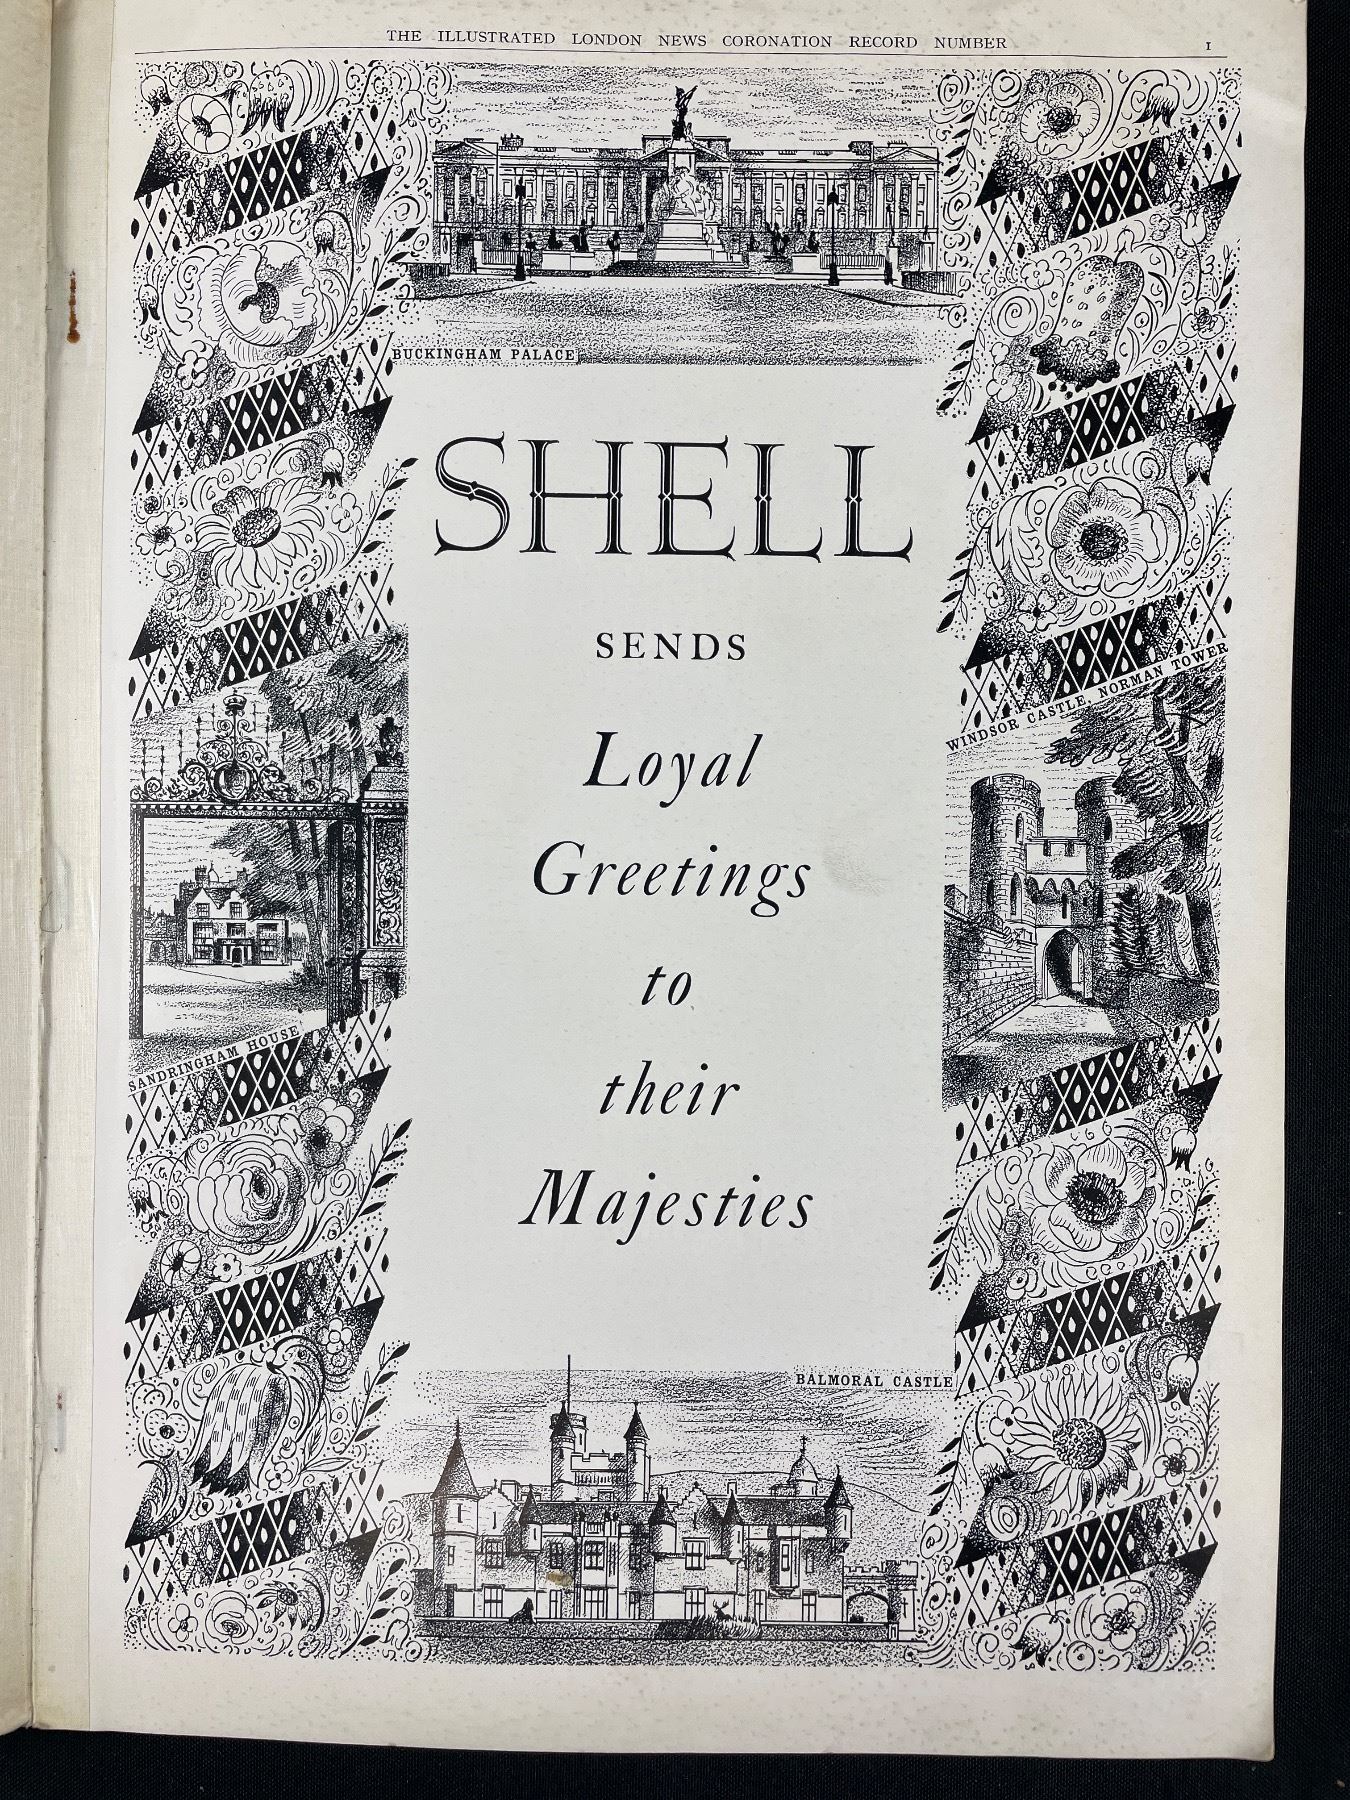 THE ILLUSTRATED LONDON NEWS CORONATION RECORD NUMBER 1
BUCKINGHAM PALACE
SHELL
SENDS
Loyal
Greetings
to
their
Majesties
WINDSOR CASTLE, NORMAN TOWER
SANDRINGHAM HOUSE
BALMORAL CASTLE